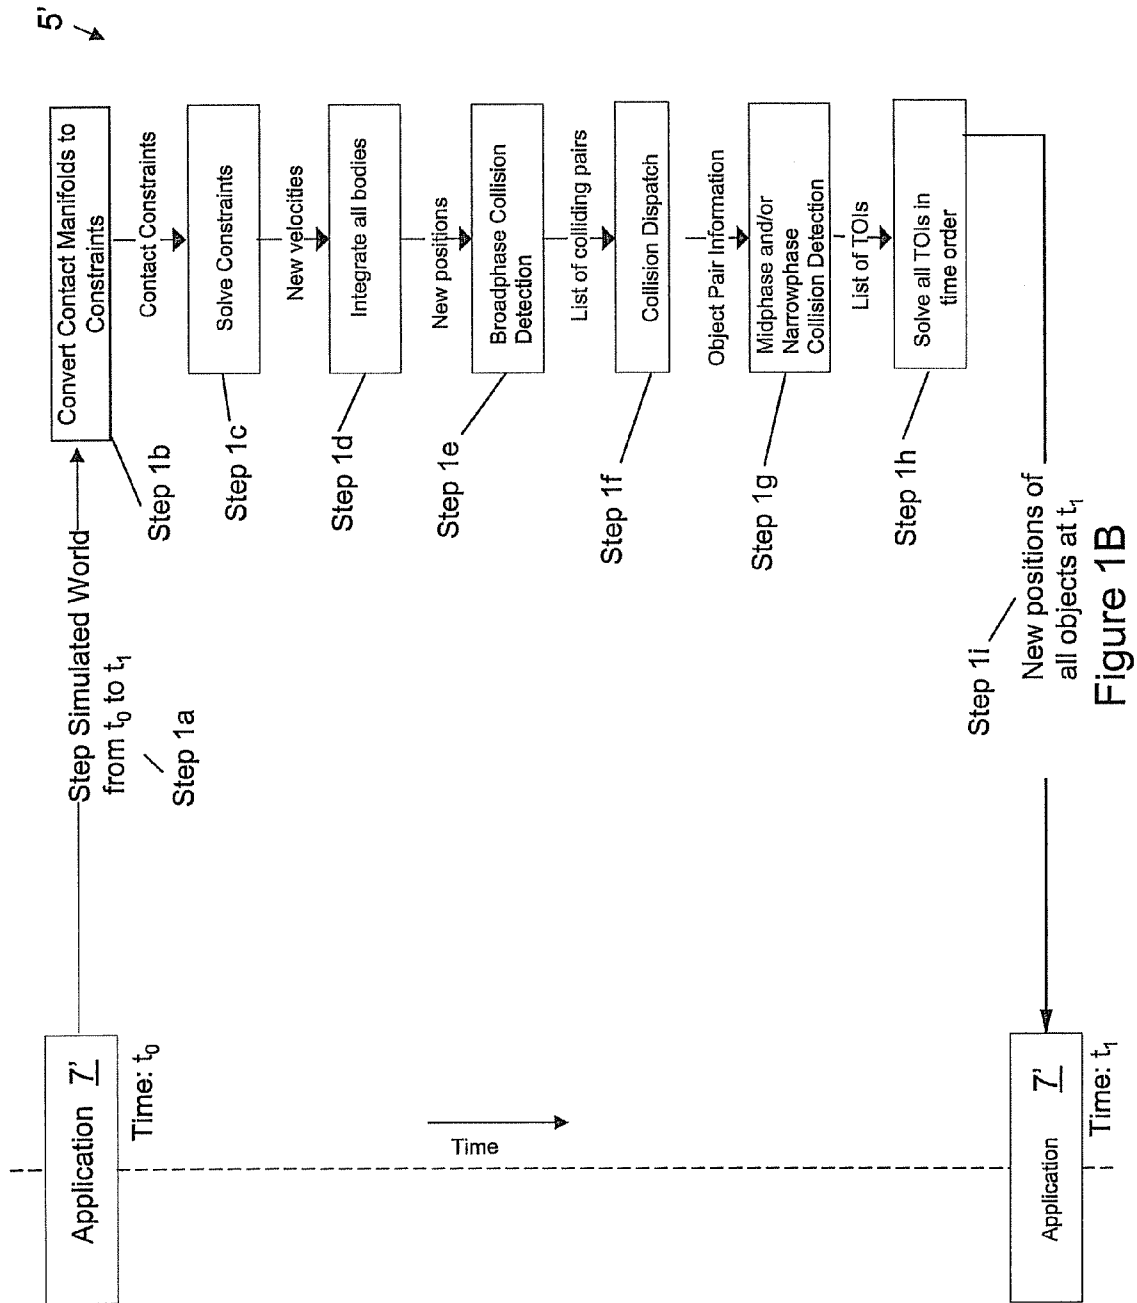 5'
Application 7'
Time: t0
Step Simulated World
from t0 to t1
Step 1a
Convert Contact Manifolds to
Constraints
Step 1b
Contact Constraints
Solve Constraints
Step 1c
New velocities
Integrate all bodies
Step 1d
New positions
Broadphase Collision
Detection
Step 1e
List of colliding pairs
Collision Dispatch
Step 1f
Object Pair Information
Midphase and/or
Narrowphase
Collision Detection
Step 1g
List of TOIs
Solve all TOIs in
time order
Step 1h
Time
Step 1i
New positions of
all objects at t1
Application 7'
Time: t1
Figure 1B